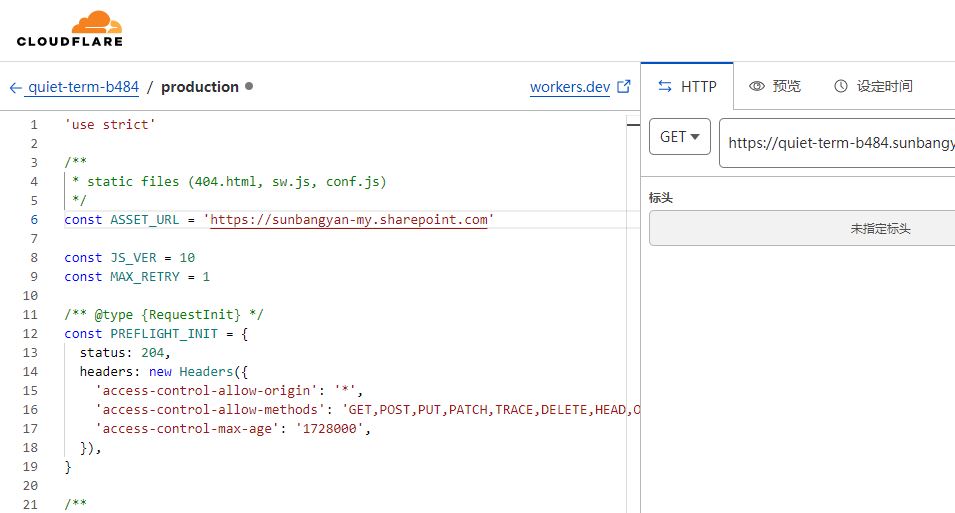 CLOUDFLARE
quiet-term-b484 / production
workers.dev
1 'use strict'
2
3 /**
4 * static files (404.html, sw.js, conf.js)
5 */
6 const ASSET_URL = 'https://sunbangyan-my.sharepoint.com'
7
8 const JS_VER = 10
9 const MAX_RETRY = 1
10
11 /** @type {RequestInit} */
12 const PREFLIGHT_INIT = {
13 status: 204,
14 headers: new Headers({
15 'access-control-allow-origin': '*',
16 'access-control-allow-methods': 'GET,POST,PUT,PATCH,TRACE,DELETE,HEAD,O
17 'access-control-max-age': '1728000',
18 }),
19 }
20
21 /**
HTTP 预览 设定时间
GET https://quiet-term-b484.sunbangy
标头
未指定标头